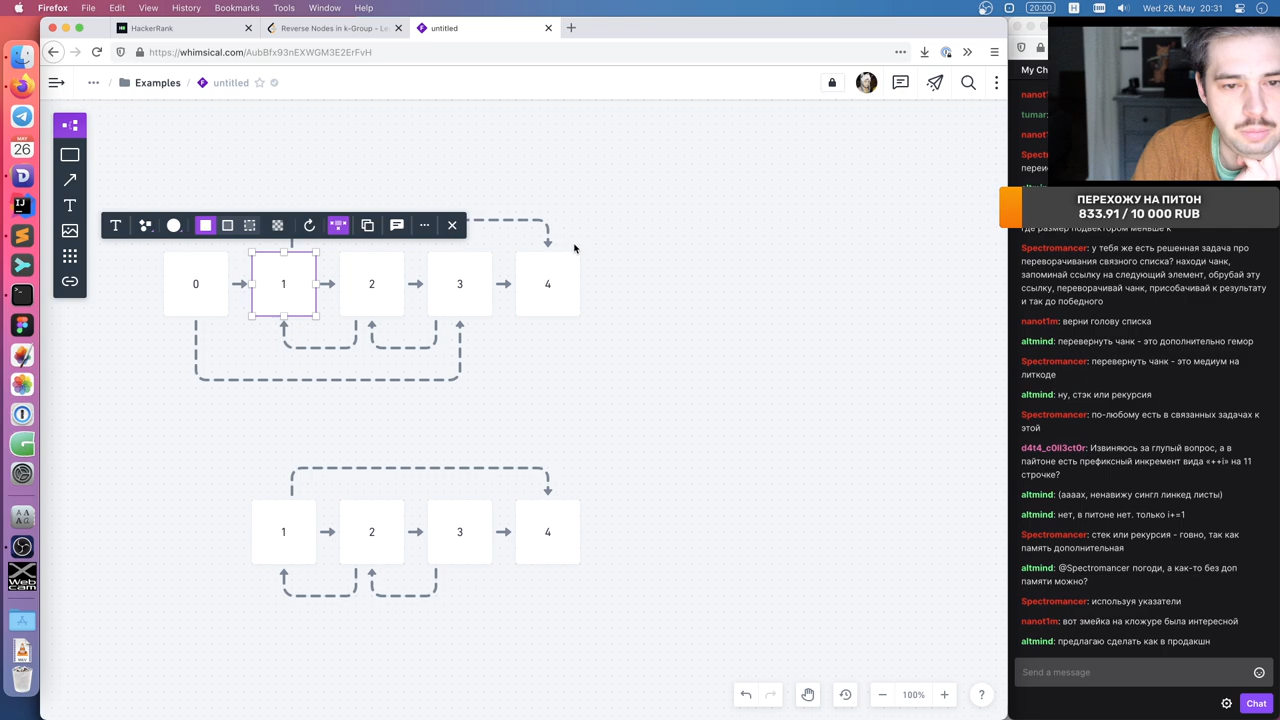 Firefox File Edit View History Bookmarks Tools Window Help
20:00 Wed 26 May 20:31
HackerRank
Reverse Nodes in k-Group - Le
untitled
https://whimsical.com/AubBfx93nEXWGM3E2ErFvH
Examples / untitled
My Ch
nanot1
tumar:
nanot1
Spectr
переи
altmin
ПЕРЕХОЖУ НА ПИТОН
833.91 / 10 000 RUB
где размер подвектором меньше к
Spectromancer: у тебя же есть решенная задача про
переворачивания связного списка? находи чанк,
запоминай ссылку на следующий элемент, обрубай эту
ссылку, переворачивай чанк, присобачивай к результату
и так до победного
nanot1m: верни голову списка
altmind: перевернуть чанк - это дополнительно гемор
Spectromancer: перевернуть чанк - это медиум на
литкоде
altmind: ну, стэк или рекурсия
Spectromancer: по-любому есть в связанных задачах к
этой
d4t4_c0ll3ct0r: Извиняюсь за глупый вопрос, а в
пайтоне есть префиксный инкремент вида «++i» на 11
строчке?
altmind: (аааах, ненавижу сингл линкед листы)
altmind: нет, в питоне нет. только i+=1
Spectromancer: стек или рекурсия - говно, так как
память дополнительная
altmind: @Spectromancer погоди, а как-то без доп
памяти можно?
Spectromancer: используя указатели
nanot1m: вот змейка на кложуре была интересной
altmind: предлагаю сделать как в продакшн
Send a message
Chat
MAY
26
0 1 2 3 4
1 2 3 4
100%